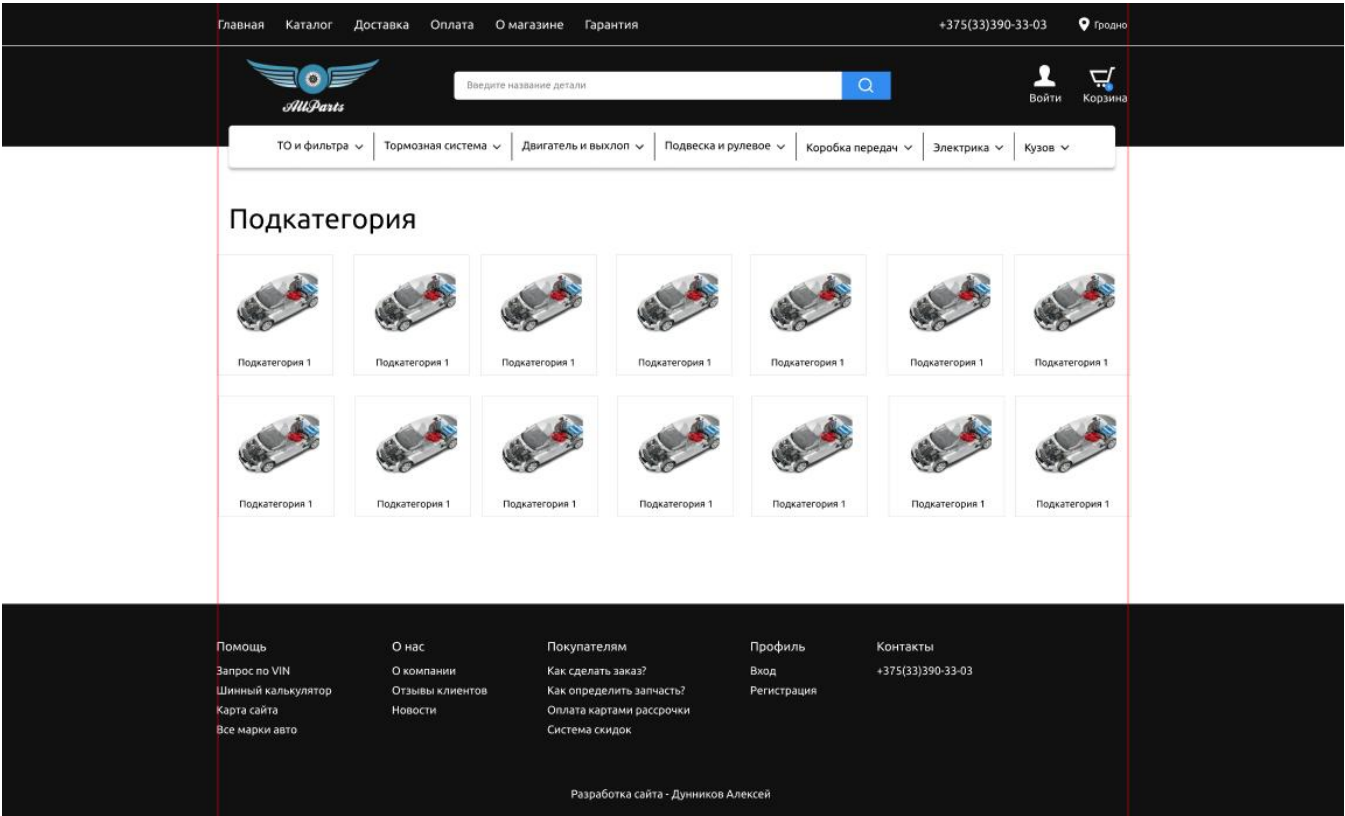 Главная Каталог Доставка Оплата О магазине Гарантия +375(33)390-33-03 Гродно
AllParts
Введите название детали
Войти Корзина
ТО и фильтра Тормозная система Двигатель и выхлоп Подвеска и рулевое Коробка передач Электрика Кузов
Подкатегория
Подкатегория 1 Подкатегория 1 Подкатегория 1 Подкатегория 1 Подкатегория 1 Подкатегория 1 Подкатегория 1
Подкатегория 1 Подкатегория 1 Подкатегория 1 Подкатегория 1 Подкатегория 1 Подкатегория 1 Подкатегория 1
Помощь О нас Покупателям Профиль Контакты
Запрос по VIN О компании Как сделать заказ? Вход +375(33)390-33-03
Шинный калькулятор Отзывы клиентов Как определить запчасть? Регистрация
Карта сайта Новости Оплата картами рассрочки
Все марки авто Система скидок
Разработка сайта - Дунников Алексей